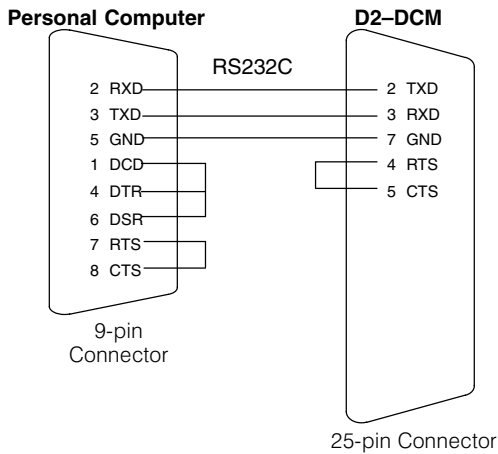 Personal Computer
D2–DCM
RS232C
2 RXD
3 TXD
5 GND
1 DCD
4 DTR
6 DSR
7 RTS
8 CTS
2 TXD
3 RXD
7 GND
4 RTS
5 CTS
9-pin
Connector
25-pin Connector